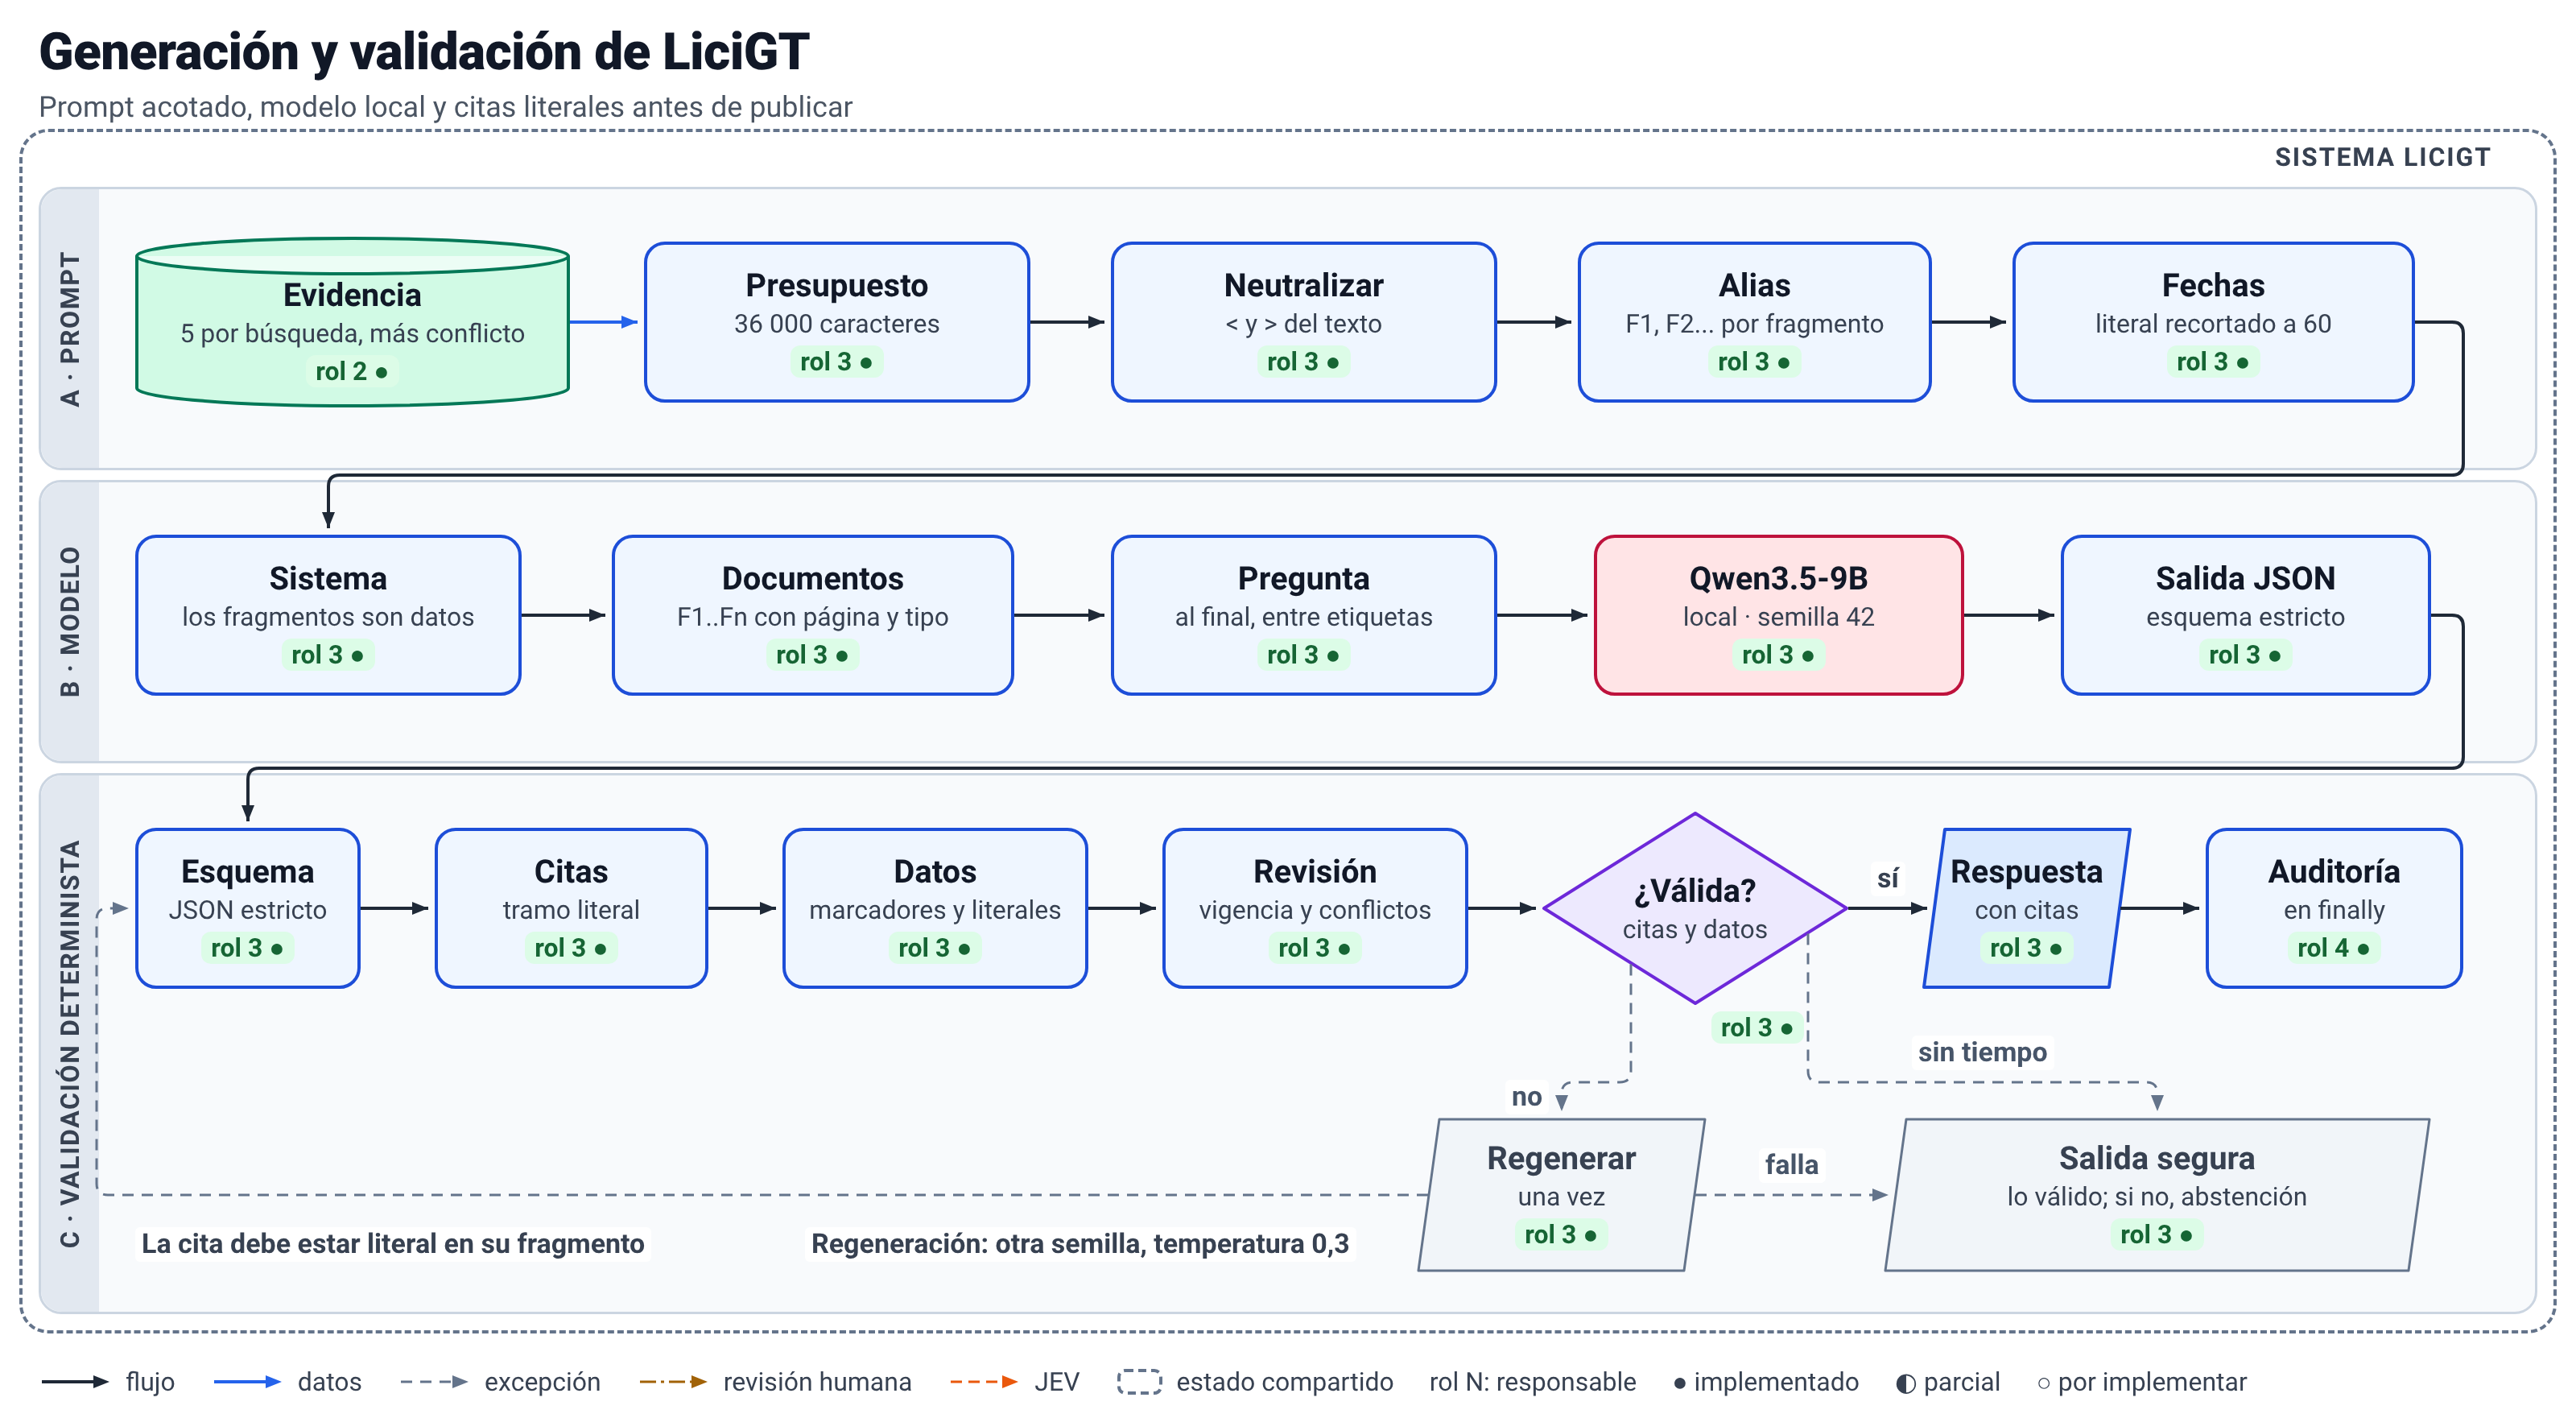 Generación y validación de LiciGT
Prompt acotado, modelo local y citas literales antes de publicar
SISTEMA LICIGT
A · PROMPT
Evidencia
5 por búsqueda, más conflicto
rol 2 ●
Presupuesto
36 000 caracteres
rol 3 ●
Neutralizar
< y > del texto
rol 3 ●
Alias
F1, F2... por fragmento
rol 3 ●
Fechas
literal recortado a 60
rol 3 ●
B · MODELO
Sistema
los fragmentos son datos
rol 3 ●
Documentos
F1..Fn con página y tipo
rol 3 ●
Pregunta
al final, entre etiquetas
rol 3 ●
Qwen3.5-9B
local · semilla 42
rol 3 ●
Salida JSON
esquema estricto
rol 3 ●
C · VALIDACIÓN DETERMINISTA
Esquema
JSON estricto
rol 3 ●
Citas
tramo literal
rol 3 ●
Datos
marcadores y literales
rol 3 ●
Revisión
vigencia y conflictos
rol 3 ●
¿Válida?
citas y datos
rol 3 ●
sí
Respuesta
con citas
rol 3 ●
Auditoría
en finally
rol 4 ●
no
sin tiempo
Regenerar
una vez
rol 3 ●
falla
Salida segura
lo válido; si no, abstención
rol 3 ●
La cita debe estar literal en su fragmento
Regeneración: otra semilla, temperatura 0,3
flujo
datos
excepción
revisión humana
JEV
estado compartido
rol N: responsable
● implementado
◐ parcial
○ por implementar